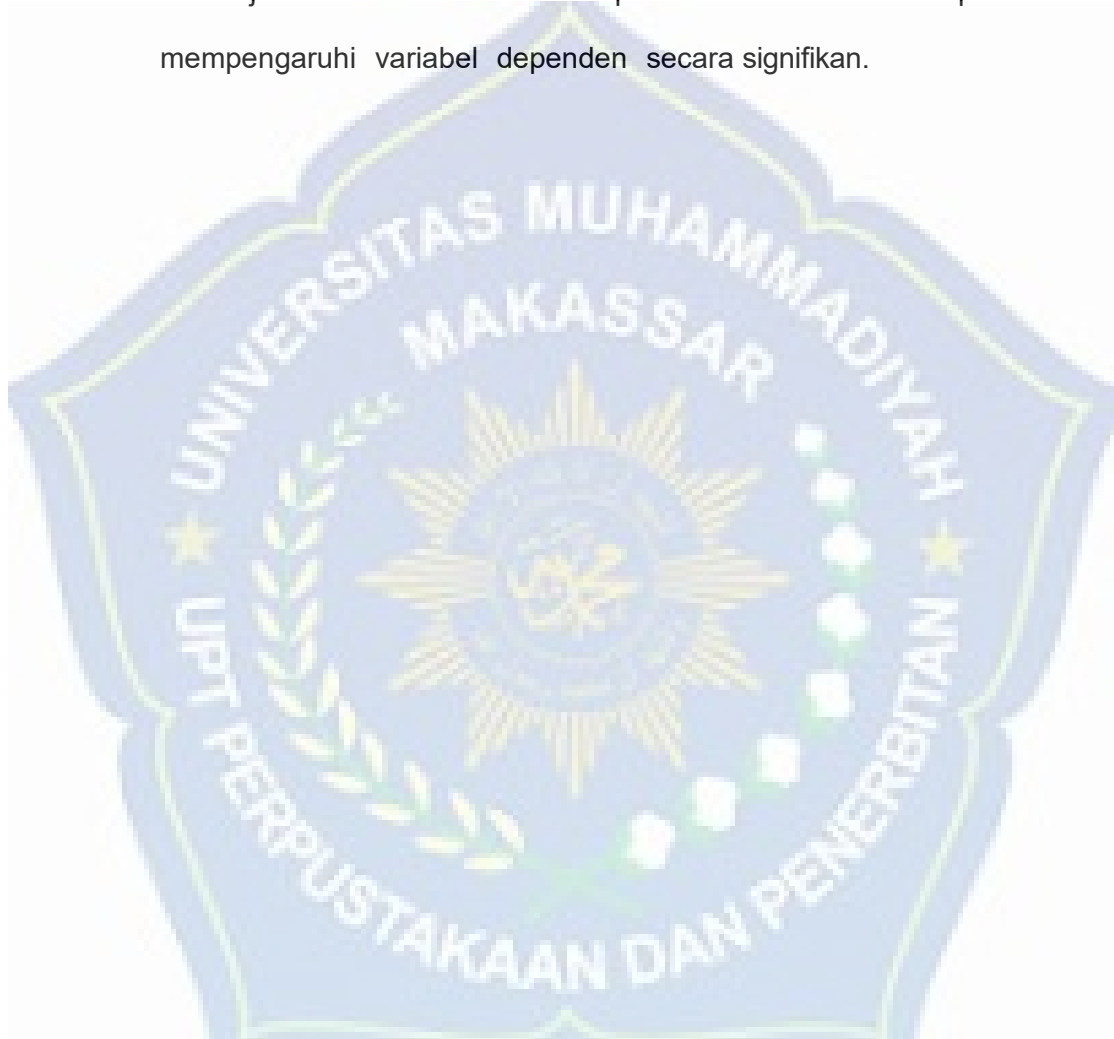 mempengaruhi variabel dependen secara signifikan.
UNIVERSITAS MUHAMMADIYAH
MAKASSAR
UPT PERPUSTAKAAN DAN PENERBITAN